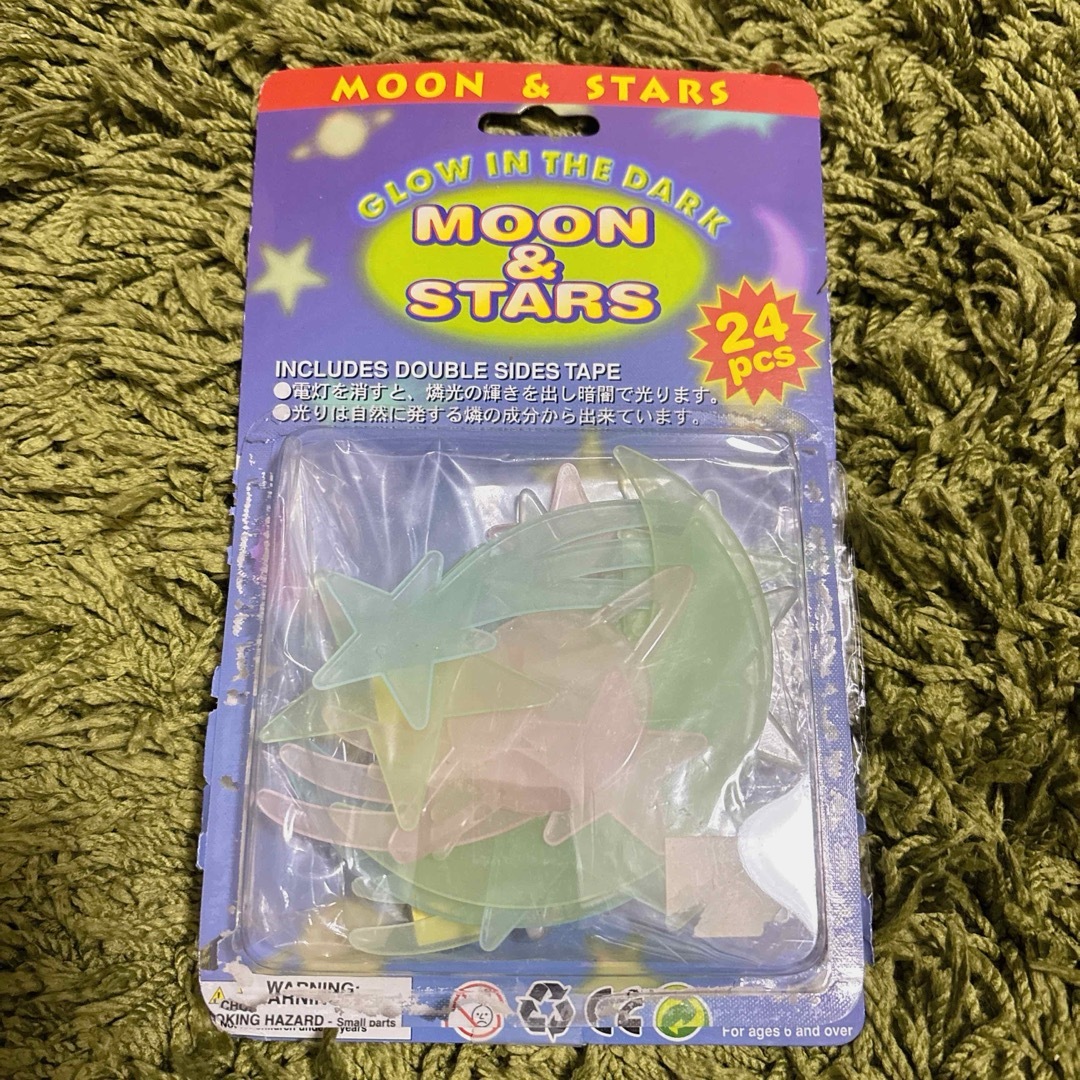 MOON & STARS
GLOW IN THE DARK
MOON
&
STARS
24
pcs
INCLUDES DOUBLE SIDES TAPE
●電灯を消すと、燐光の輝きを出し暗闇で光ります。
●光りは自然に発する燐の成分から出来ています。
WARNING:
OKING HAZARD - Small parts
CE
For ages 6 and over